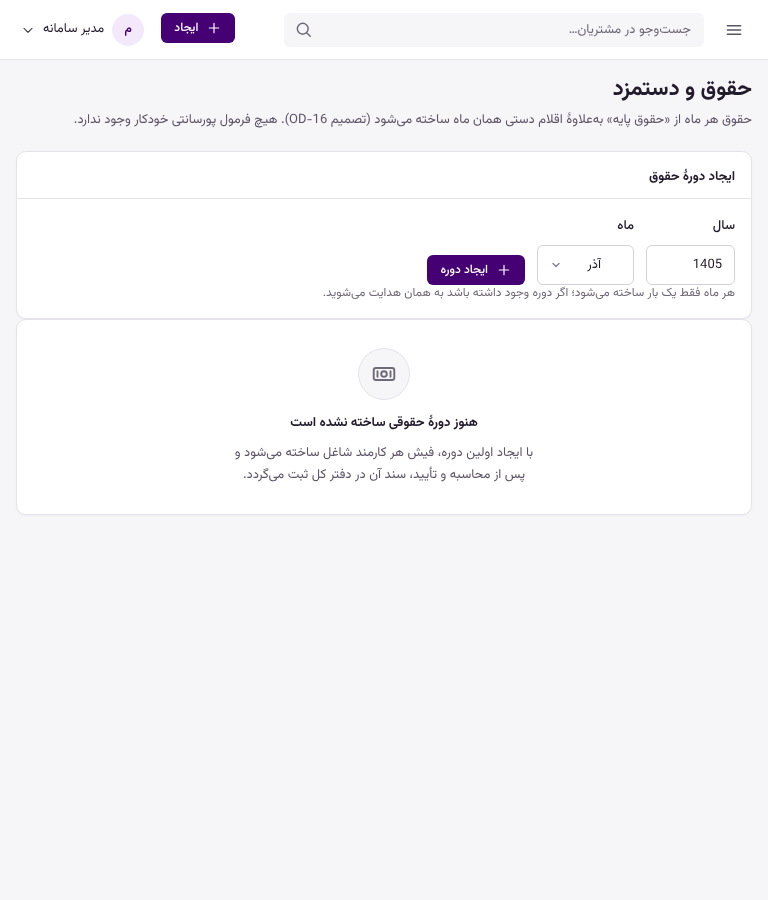 جست‌وجو در مشتریان...
ایجاد
م
مدیر سامانه
حقوق و دستمزد
حقوق هر ماه از «حقوق پایه» به‌علاوهٔ اقلام دستی همان ماه ساخته می‌شود (تصمیم OD-16). هیچ فرمول پورسانتی خودکار وجود ندارد.
ایجاد دورهٔ حقوق
سال
ماه
1405
آذر
ایجاد دوره
هر ماه فقط یک بار ساخته می‌شود؛ اگر دوره وجود داشته باشد به همان هدایت می‌شوید.
هنوز دورهٔ حقوقی ساخته نشده است
با ایجاد اولین دوره، فیش هر کارمند شاغل ساخته می‌شود و
پس از محاسبه و تأیید، سند آن در دفتر کل ثبت می‌گردد.